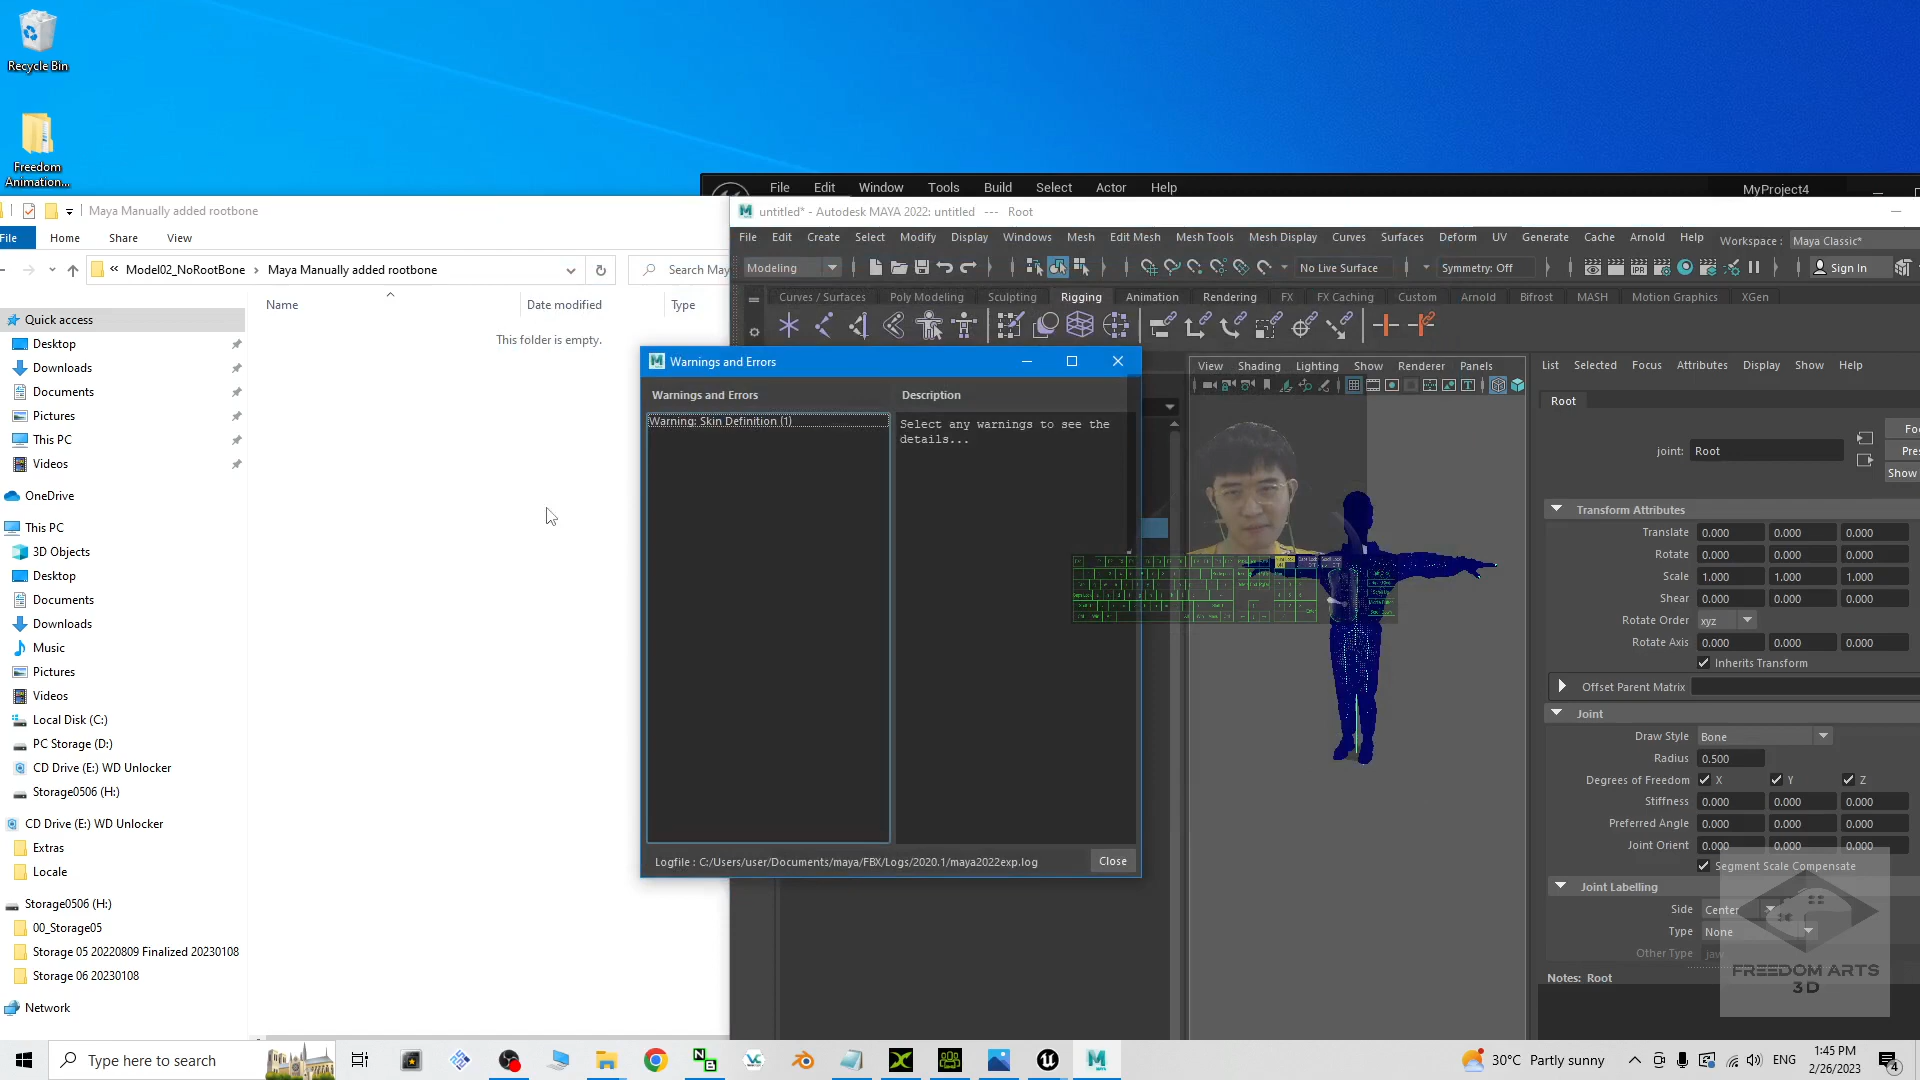 Recycle Bin
Freedom
Animation...
Maya Manually added rootbone
File Home Share View
« Model02_NoRootBone > Maya Manually added rootbone
Search May
Name Date modified Type
This folder is empty.
Quick access
Desktop
Downloads
Documents
Pictures
This PC
Videos
OneDrive
This PC
3D Objects
Desktop
Documents
Downloads
Music
Pictures
Videos
Local Disk (C:)
PC Storage (D:)
CD Drive (E:) WD Unlocker
Storage0506 (H:)
CD Drive (E:) WD Unlocker
Extras
Locale
Storage0506 (H:)
00_Storage05
Storage 05 20220809 Finalized 20230108
Storage 06 20230108
Network
File Edit Window Tools Build Select Actor Help
MyProject4
untitled* - Autodesk MAYA 2022: untitled --- Root
File Edit Create Select Modify Display Windows Mesh Edit Mesh Mesh Tools Mesh Display Curves Surfaces Deform UV Generate Cache Arnold Help
Workspace : Maya Classic*
Modeling
No Live Surface
Symmetry: Off
Sign In
Curves / Surfaces Poly Modeling Sculpting Rigging Animation Rendering FX FX Caching Custom Arnold Bifrost MASH Motion Graphics XGen
Warnings and Errors
Warnings and Errors
Description
Warning: Skin Definition (1)
Select any warnings to see the
details...
Logfile : C:/Users/user/Documents/maya/FBX/Logs/2020.1/maya2022exp.log
Close
View Shading Lighting Show Renderer Panels
List Selected Focus Attributes Display Show Help
Root
joint: Root
Foc
Pres
Show
Transform Attributes
Translate 0.000 0.000 0.000
Rotate 0.000 0.000 0.000
Scale 1.000 1.000 1.000
Shear 0.000 0.000 0.000
Rotate Order xyz
Rotate Axis 0.000 0.000 0.000
Inherits Transform
Offset Parent Matrix
Joint
Draw Style Bone
Radius 0.500
Degrees of Freedom X Y Z
Stiffness 0.000 0.000 0.000
Preferred Angle 0.000 0.000 0.000
Joint Orient 0.000 0.000 0.000
Segment Scale Compensate
Joint Labelling
Side Center
Type None
Other Type jaw
Notes: Root
FREEDOM ARTS
3D
Type here to search
30°C Partly sunny
ENG
1:45 PM
2/26/2023
4